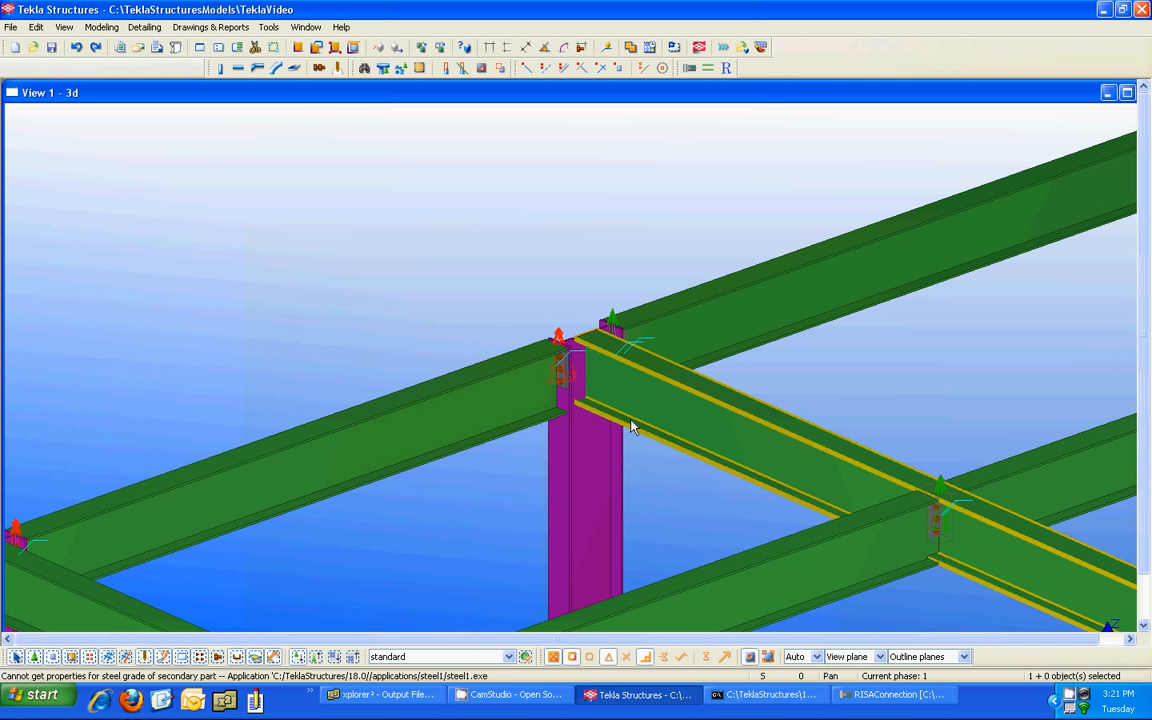 Tekla Structures - C:\TeklaStructuresModels\TeklaVideo
File Edit View Modeling Detailing Drawings & Reports Tools Window Help
R
View 1 - 3d
Z
standard
Auto
View plane
Outline planes
Cannot get properties for steel grade of secondary part -- Application 'C:/TeklaStructures/18.0//applications/steel1/steel1.exe
S 0 Pan Current phase: 1 1 + 0 object(s) selected
start
xplorer² - Output File...
CamStudio - Open So...
Tekla Structures - C:\...
C:\TeklaStructures\1...
RISAConnection [C:\...
3:21 PM
Tuesday